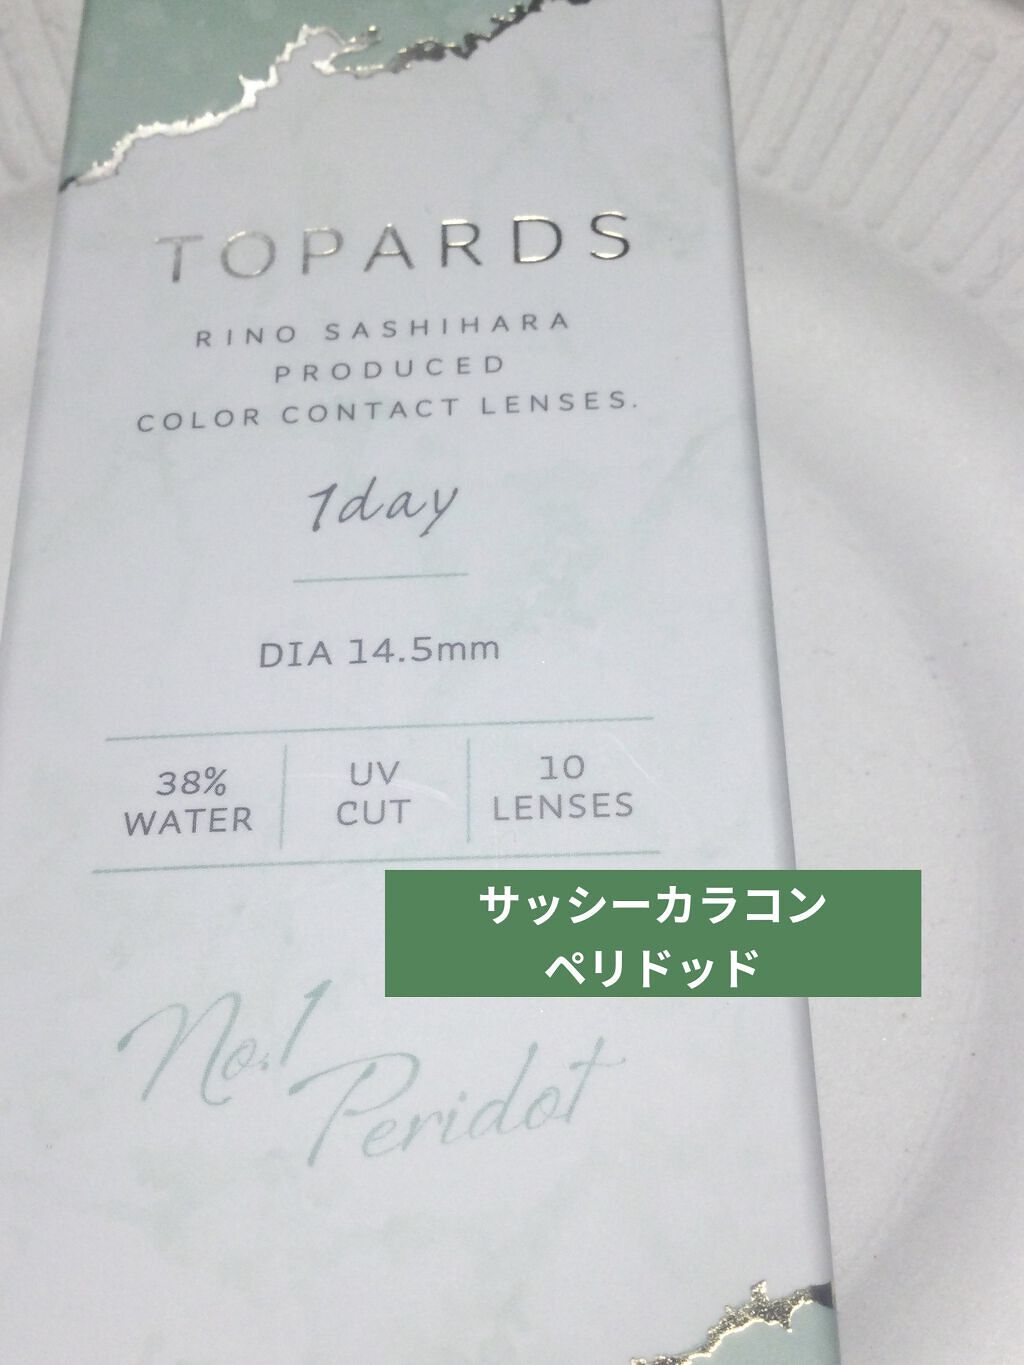 TOPARDS
RINO SASHIHARA
PRODUCED
COLOR CONTACT LENSES.
1day
DIA 14.5mm
38%
WATER
UV
CUT
10
LENSES
サッシーカラコン
ペリドッド
No.1
Peridot